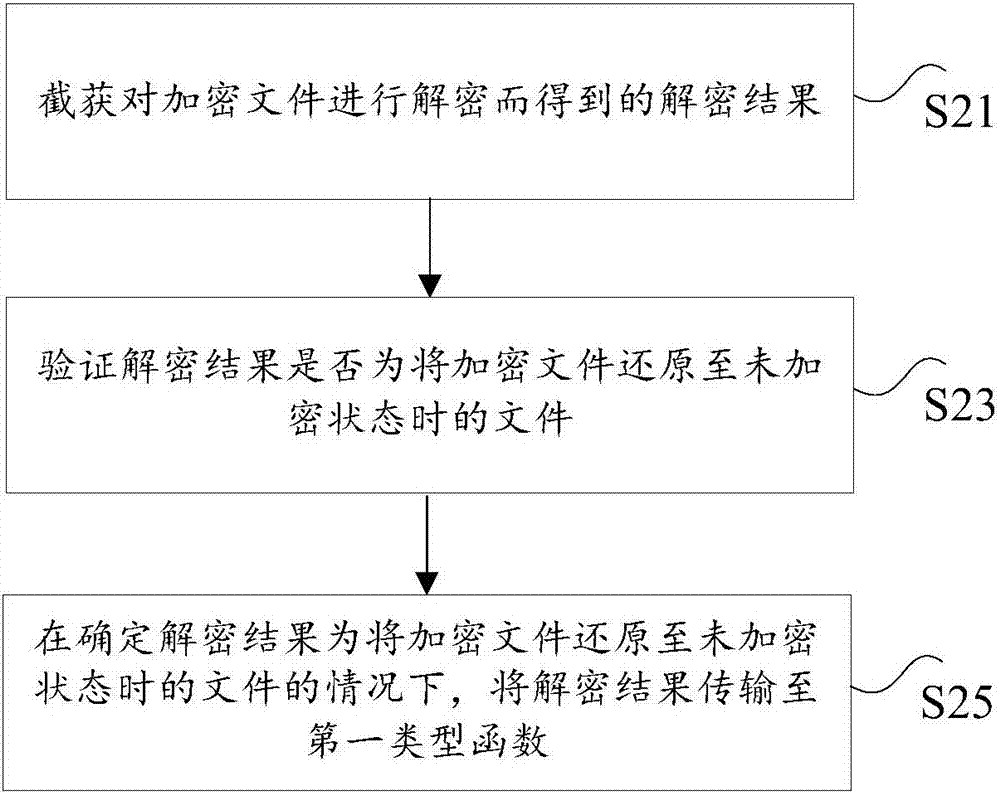 截获对加密文件进行解密而得到的解密结果
S21
验证解密结果是否为将加密文件还原至未加
密状态时的文件
S23
在确定解密结果为将加密文件还原至未加密
状态时的文件的情况下，将解密结果传输至
第一类型函数
S25